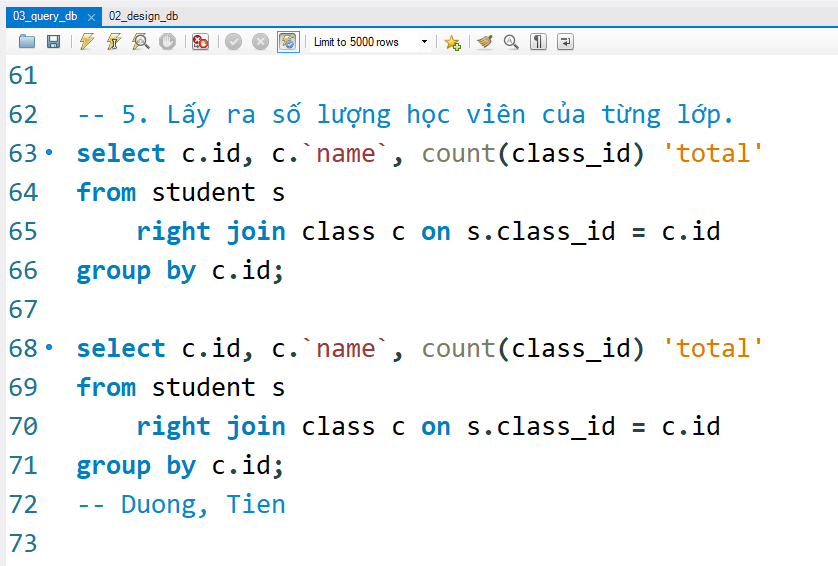 03_query_db × 02_design_db
Limit to 5000 rows
61
62 -- 5. Lấy ra số lượng học viên của từng lớp.
63 select c.id, c.`name`, count(class_id) 'total'
64 from student s
65 right join class c on s.class_id = c.id
66 group by c.id;
67
68 select c.id, c.`name`, count(class_id) 'total'
69 from student s
70 right join class c on s.class_id = c.id
71 group by c.id;
72 -- Duong, Tien
73